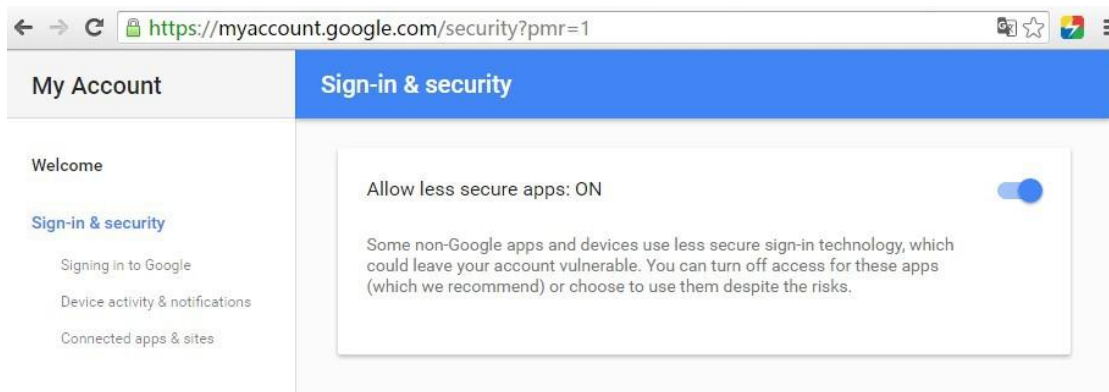 https://myaccount.google.com/security?pmr=1
My Account
Sign-in & security
Welcome
Sign-in & security
Signing in to Google
Device activity & notifications
Connected apps & sites
Allow less secure apps: ON
Some non-Google apps and devices use less secure sign-in technology, which
could leave your account vulnerable. You can turn off access for these apps
(which we recommend) or choose to use them despite the risks.